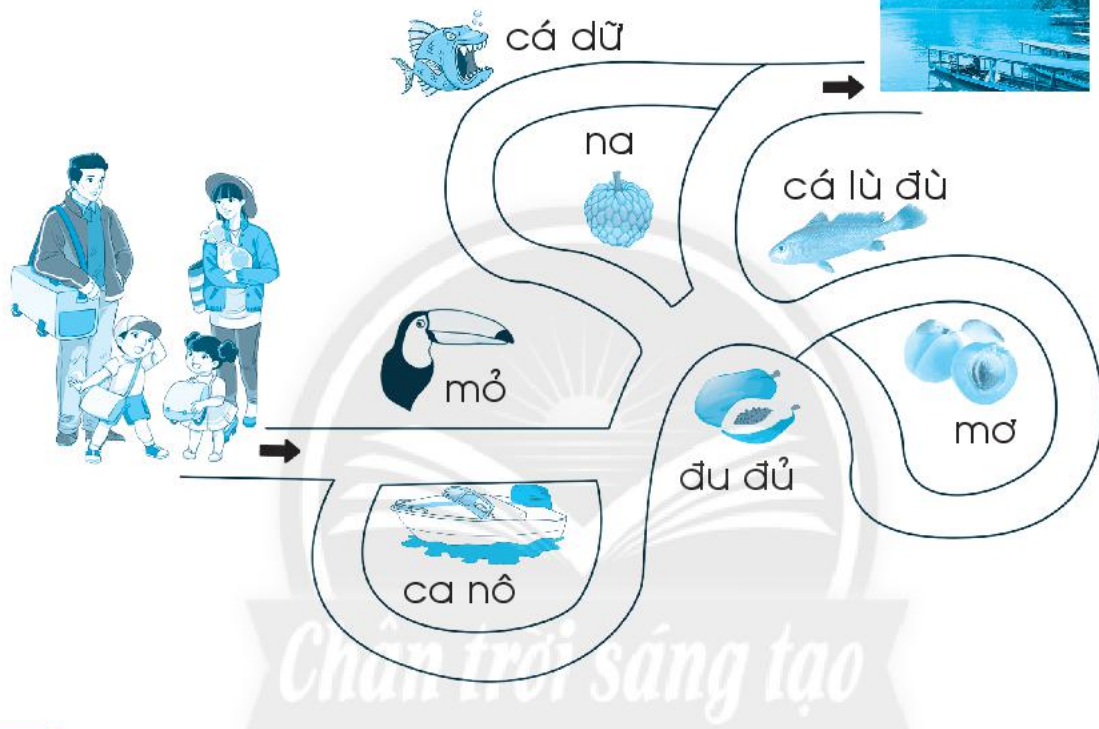 cá dữ
na
cá lù đù
mỏ
mơ
đu đủ
ca nô
Chân trời sáng tạo